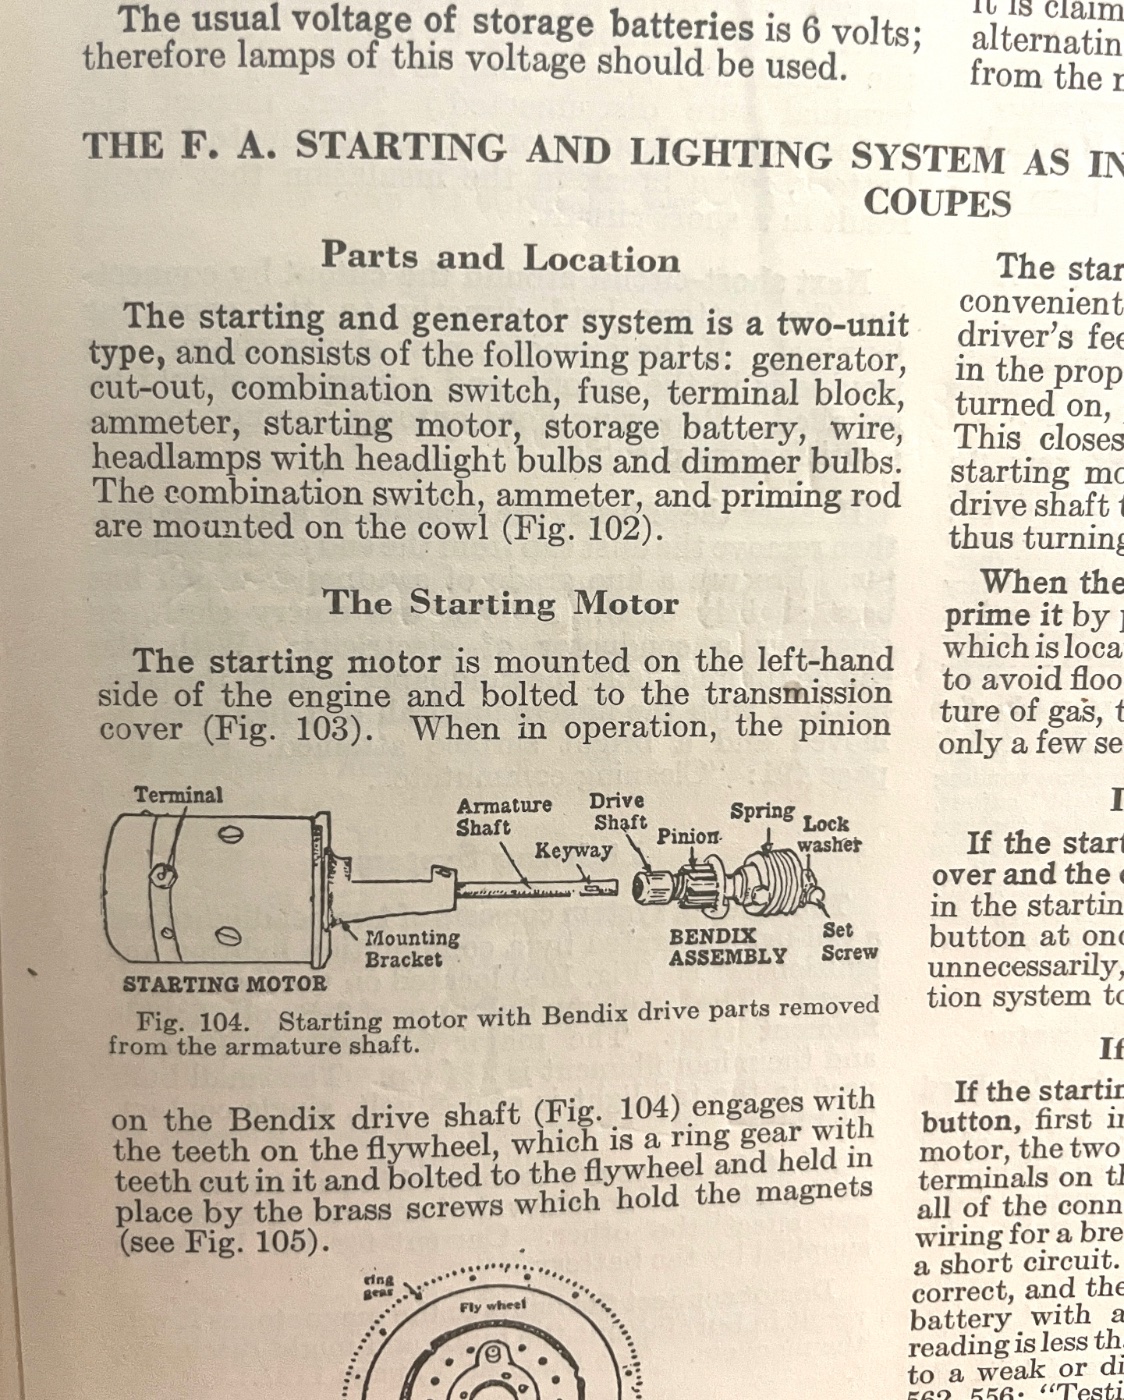 The usual voltage of storage batteries is 6 volts;
therefore lamps of this voltage should be used.
THE F. A. STARTING AND LIGHTING SYSTEM AS IN
COUPES
Parts and Location
The starting and generator system is a two-unit
type, and consists of the following parts: generator,
cut-out, combination switch, fuse, terminal block,
ammeter, starting motor, storage battery, wire,
headlamps with headlight bulbs and dimmer bulbs.
The combination switch, ammeter, and priming rod
are mounted on the cowl (Fig. 102).
The Starting Motor
The starting motor is mounted on the left-hand
side of the engine and bolted to the transmission
cover (Fig. 103). When in operation, the pinion
Terminal
Armature
Shaft
Keyway
Drive
Shaft
Pinion
Spring
Lock
washer
Mounting
Bracket
BENDIX
ASSEMBLY
Set
Screw
STARTING MOTOR
Fig. 104. Starting motor with Bendix drive parts removed
from the armature shaft.
on the Bendix drive shaft (Fig. 104) engages with
the teeth on the flywheel, which is a ring gear with
teeth cut in it and bolted to the flywheel and held in
place by the brass screws which hold the magnets
(see Fig. 105).
ring
gear
Fly wheel
It is claim
alternatin
from the
The star
convenient
driver's fee
in the prop
turned on,
This closes
starting mo
drive shaft t
thus turning
When the
prime it by
which is loca
to avoid floo
ture of gas, t
only a few se
I
If the start
over and the
in the startin
button at onc
unnecessarily,
tion system to
If
If the startin
button, first in
motor, the two
terminals on th
all of the conn
wiring for a bre
a short circuit.
correct, and the
battery with a
reading is less th
to a weak or di
562, 556: "Testi